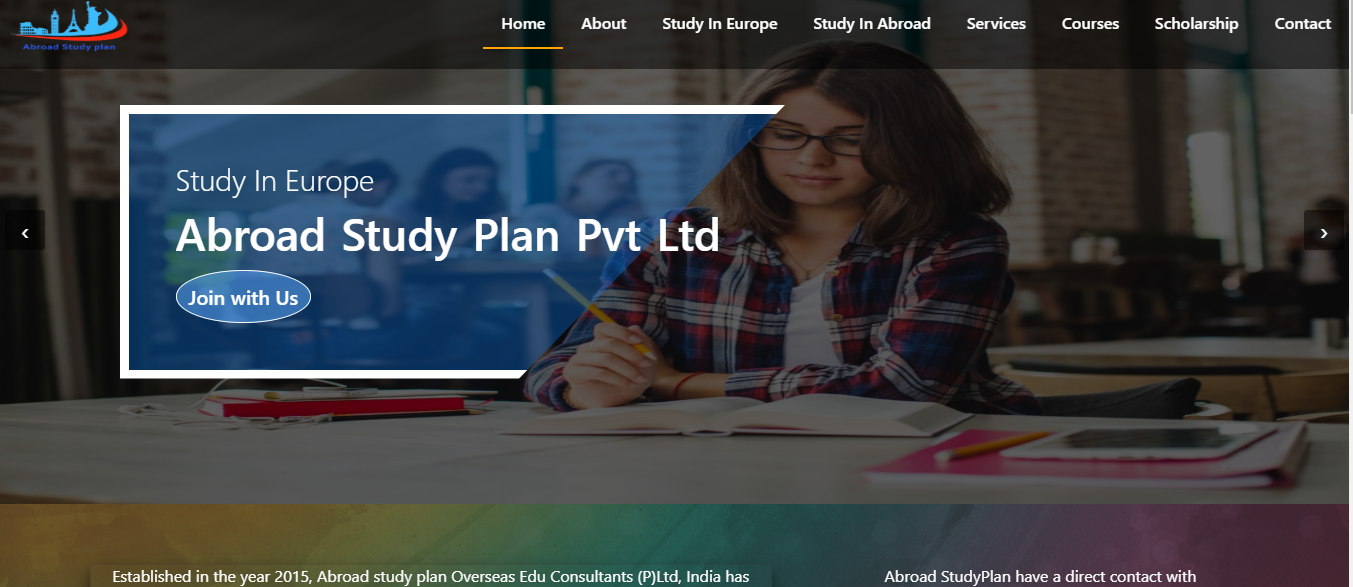 Abroad Study plan
Home About Study In Europe Study In Abroad Services Courses Scholarship Contact
Study In Europe
Abroad Study Plan Pvt Ltd
Join with Us
Established in the year 2015, Abroad study plan Overseas Edu Consultants (P)Ltd, India has
Abroad StudyPlan have a direct contact with